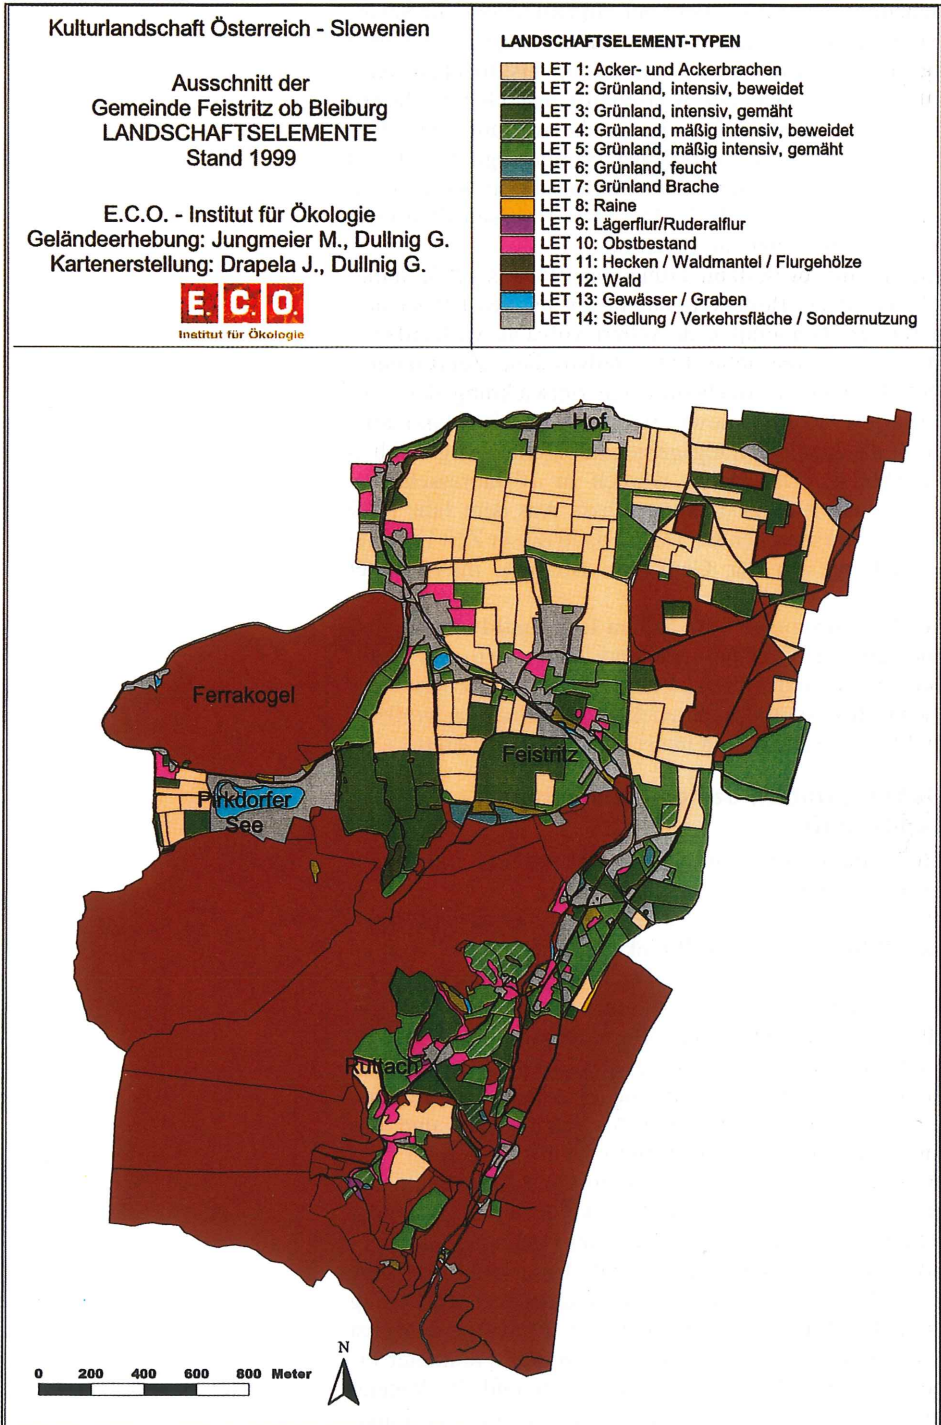 Kulturlandschaft Österreich - Slowenien
Ausschnitt der
Gemeinde Feistritz ob Bleiburg
LANDSCHAFTSELEMENTE
Stand 1999
E.C.O. - Institut für Ökologie
Geländeerhebung: Jungmeier M., Dullnig G.
Kartenerstellung: Drapela J., Dullnig G.
E.C.O.
Institut für Ökologie
LANDSCHAFTSELEMENT-TYPEN
LET 1: Acker- und Ackerbrachen
LET 2: Grünland, intensiv, beweidet
LET 3: Grünland, intensiv, gemäht
LET 4: Grünland, mäßig intensiv, beweidet
LET 5: Grünland, mäßig intensiv, gemäht
LET 6: Grünland, feucht
LET 7: Grünland Brache
LET 8: Raine
LET 9: Lägerflur/Ruderalflur
LET 10: Obstbestand
LET 11: Hecken / Waldmantel / Flurgehölze
LET 12: Wald
LET 13: Gewässer / Graben
LET 14: Siedlung / Verkehrsfläche / Sondernutzung
Hof
Ferrakogel
Feistritz
Pirkdorfer
See
Ruttach
N
0 200 400 600 800 Meter